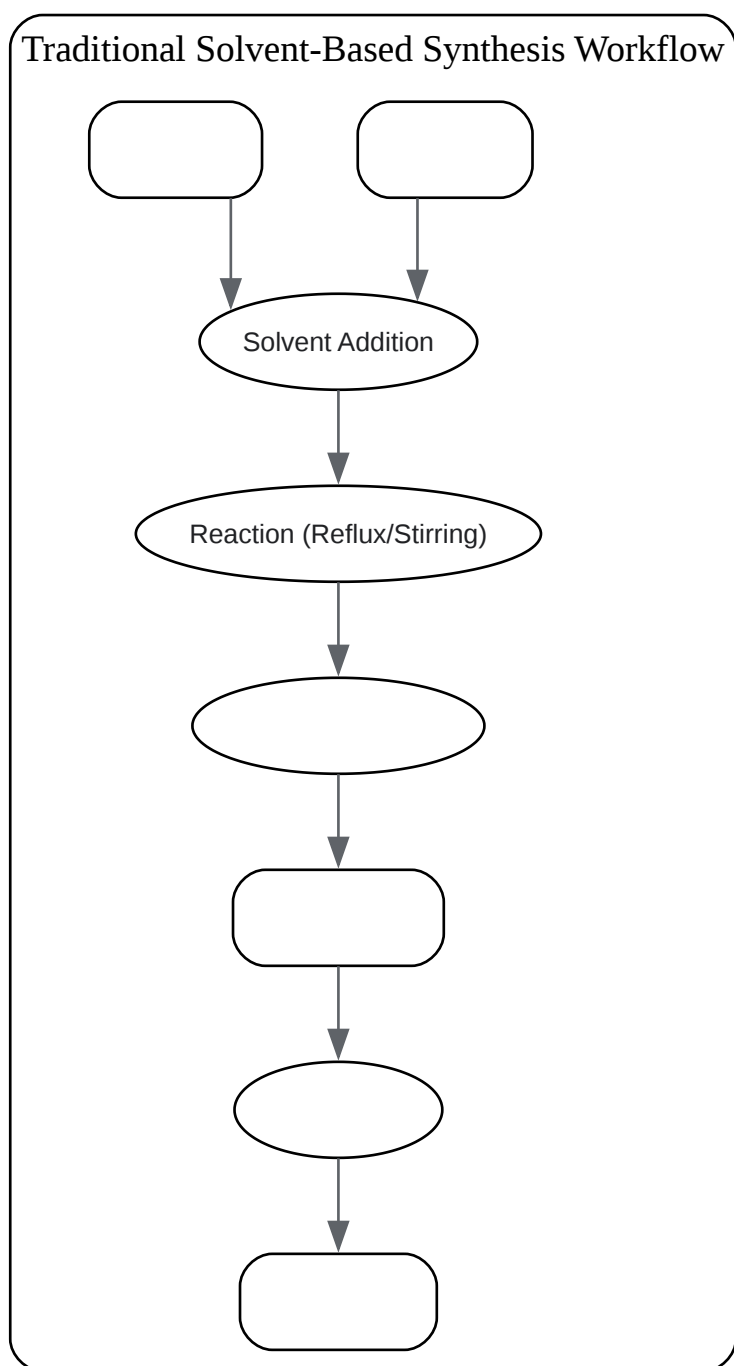 Traditional Solvent-Based Synthesis Workflow
Solvent Addition
Reaction (Reflux/Stirring)